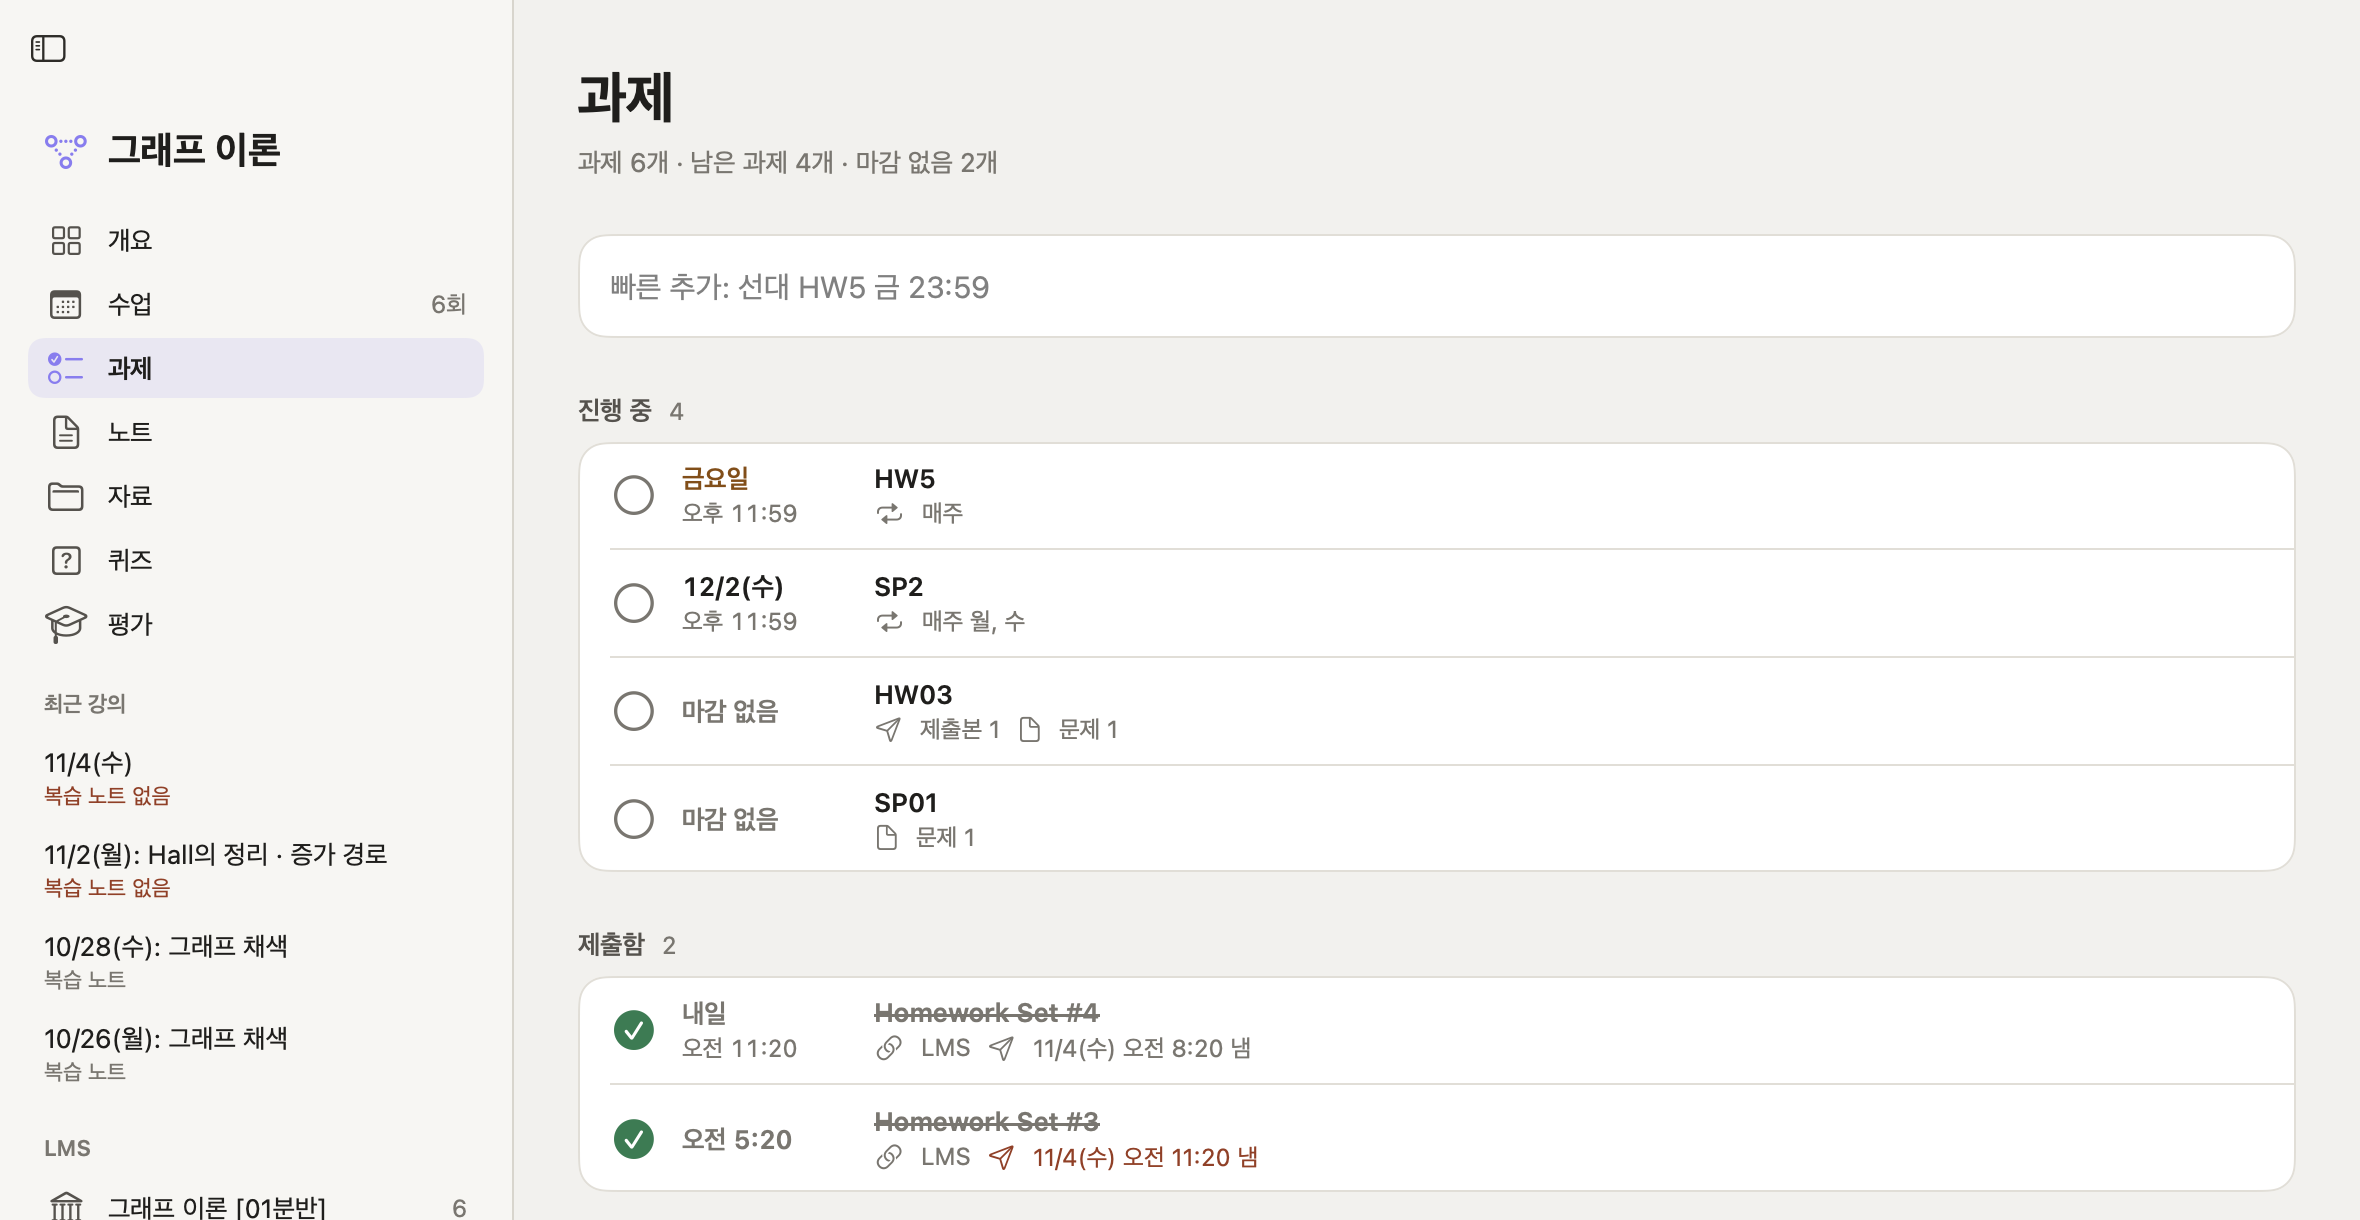 그래프 이론
개요
수업 6회
과제
노트
자료
퀴즈
평가
최근 강의
11/4(수)
복습 노트 없음
11/2(월): Hall의 정리 · 증가 경로
복습 노트 없음
10/28(수): 그래프 채색
복습 노트
10/26(월): 그래프 채색
복습 노트
LMS
그래프 이론 [01분반] 6
과제
과제 6개 · 남은 과제 4개 · 마감 없음 2개
빠른 추가: 선대 HW5 금 23:59
진행 중 4
금요일 HW5
오후 11:59 매주
12/2(수) SP2
오후 11:59 매주 월, 수
HW03
마감 없음
제출본 1 문제 1
SP01
마감 없음
문제 1
제출함 2
내일 Homework Set #4
오전 11:20 LMS 11/4(수) 오전 8:20 냄
Homework Set #3
오전 5:20
LMS 11/4(수) 오전 11:20 냄